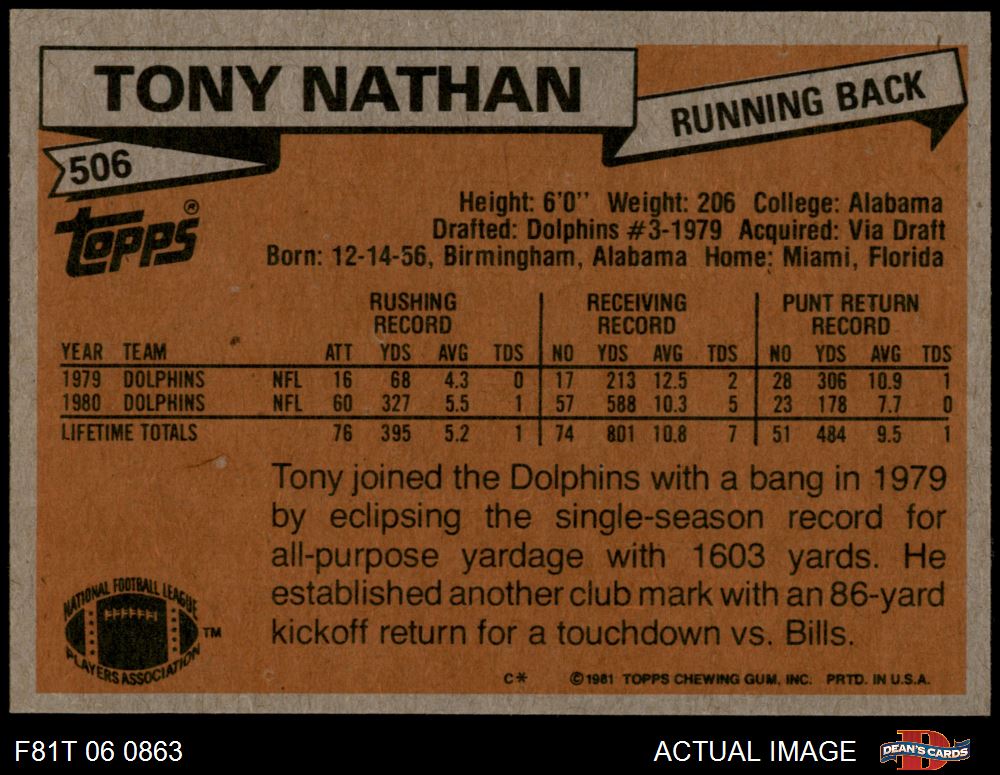 TONY NATHAN
RUNNING BACK
506
topps®
Height: 6'0'' Weight: 206 College: Alabama
Drafted: Dolphins #3-1979 Acquired: Via Draft
Born: 12-14-56, Birmingham, Alabama Home: Miami, Florida
RUSHING RECORD RECEIVING RECORD PUNT RETURN RECORD
YEAR TEAM ATT YDS AVG TDS NO YDS AVG TDS NO YDS AVG TDS
1979 DOLPHINS NFL 16 68 4.3 0 17 213 12.5 2 28 306 10.9 1
1980 DOLPHINS NFL 60 327 5.5 1 57 588 10.3 5 23 178 7.7 0
LIFETIME TOTALS 76 395 5.2 1 74 801 10.8 7 51 484 9.5 1
Tony joined the Dolphins with a bang in 1979
by eclipsing the single-season record for
all-purpose yardage with 1603 yards. He
established another club mark with an 86-yard
kickoff return for a touchdown vs. Bills.
NATIONAL FOOTBALL LEAGUE
PLAYERS ASSOCIATION
TM
C* ©1981 TOPPS CHEWING GUM, INC. PRTD. IN U.S.A.
F81T 06 0863 ACTUAL IMAGE
D
DEAN'S CARDS